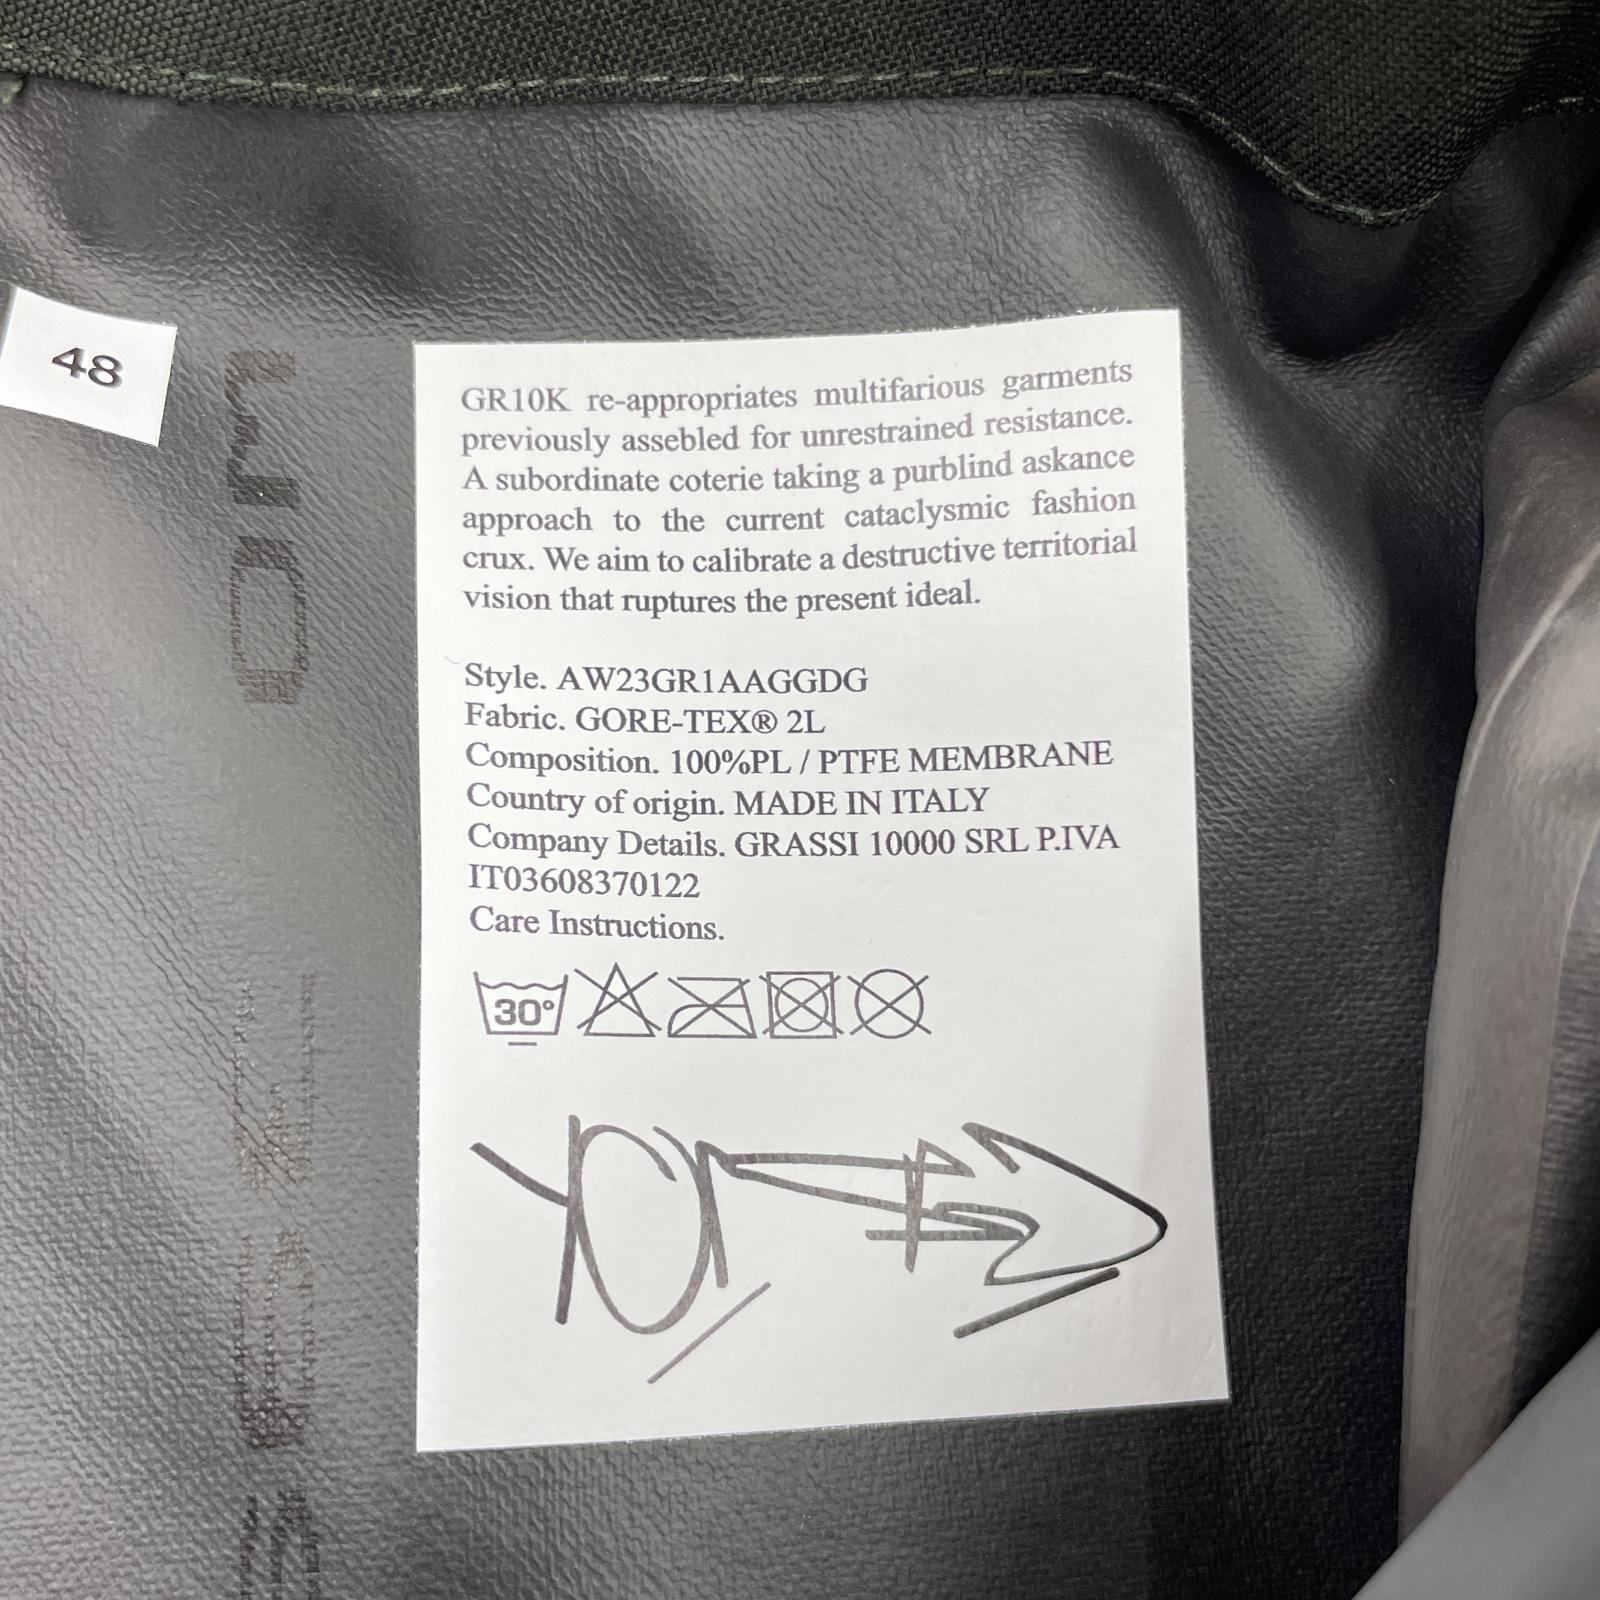 48
GR10K re-appropriates multifarious garments
previously assebled for unrestrained resistance.
A subordinate coterie taking a purblind askance
approach to the current cataclysmic fashion
crux. We aim to calibrate a destructive territorial
vision that ruptures the present ideal.
Style. AW23GR1AAGGDG
Fabric. GORE-TEX® 2L
Composition. 100%PL / PTFE MEMBRANE
Country of origin. MADE IN ITALY
Company Details. GRASSI 10000 SRL P.IVA
IT03608370122
Care Instructions.
30°